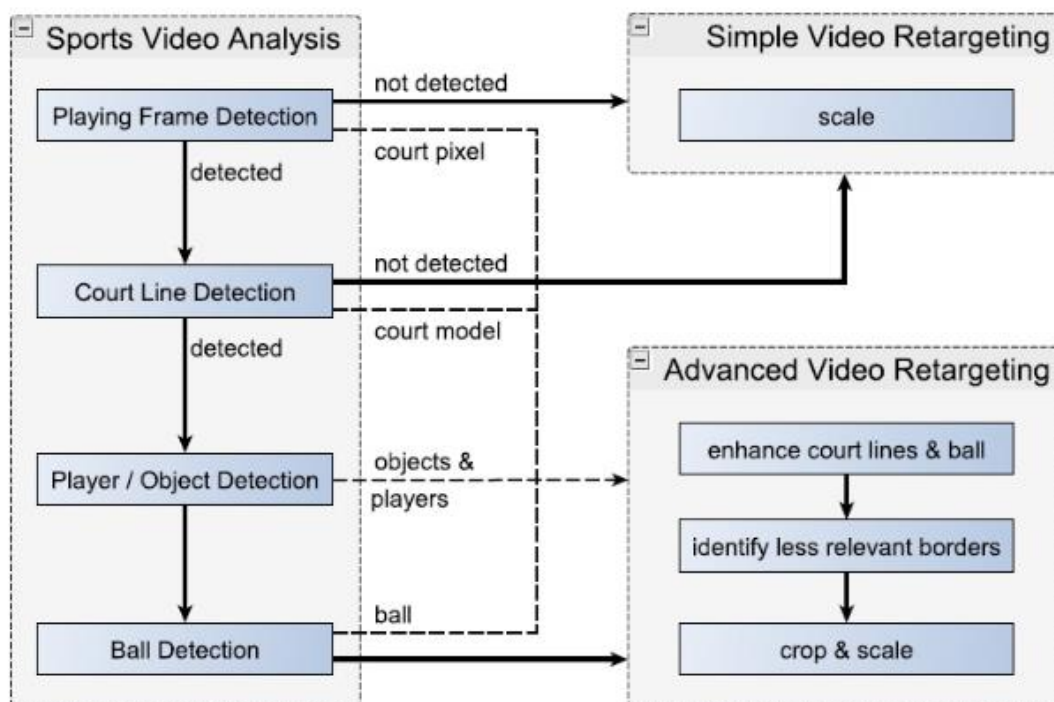 Sports Video Analysis
Playing Frame Detection
detected
Court Line Detection
detected
Player / Object Detection
Ball Detection
not detected
court pixel
not detected
court model
objects &
players
ball
Simple Video Retargeting
scale
Advanced Video Retargeting
enhance court lines & ball
identify less relevant borders
crop & scale